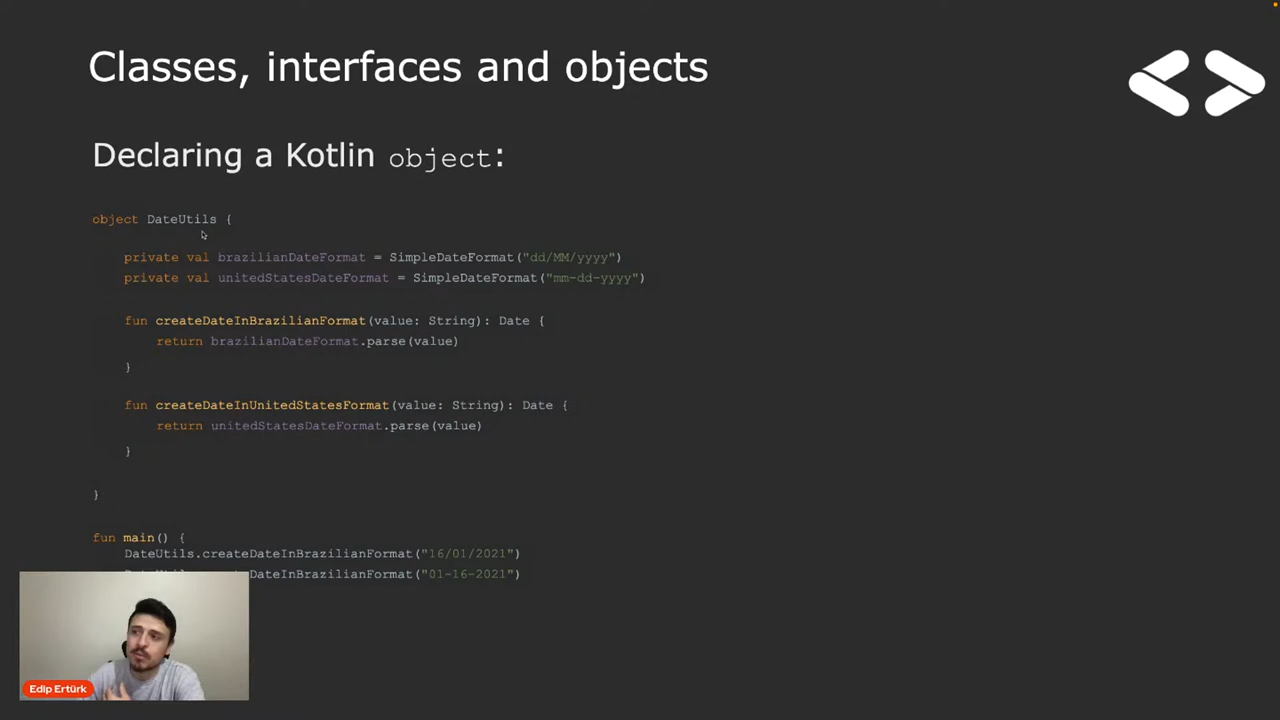 Classes, interfaces and objects
Declaring a Kotlin object:
object DateUtils {
private val brazilianDateFormat = SimpleDateFormat("dd/MM/yyyy")
private val unitedStatesDateFormat = SimpleDateFormat("mm-dd-yyyy")
fun createDateInBrazilianFormat(value: String): Date {
return brazilianDateFormat.parse(value)
}
fun createDateInUnitedStatesFormat(value: String): Date {
return unitedStatesDateFormat.parse(value)
}
}
fun main() {
DateUtils.createDateInBrazilianFormat("16/01/2021")
DateInBrazilianFormat("01-16-2021")
Edip Ertürk